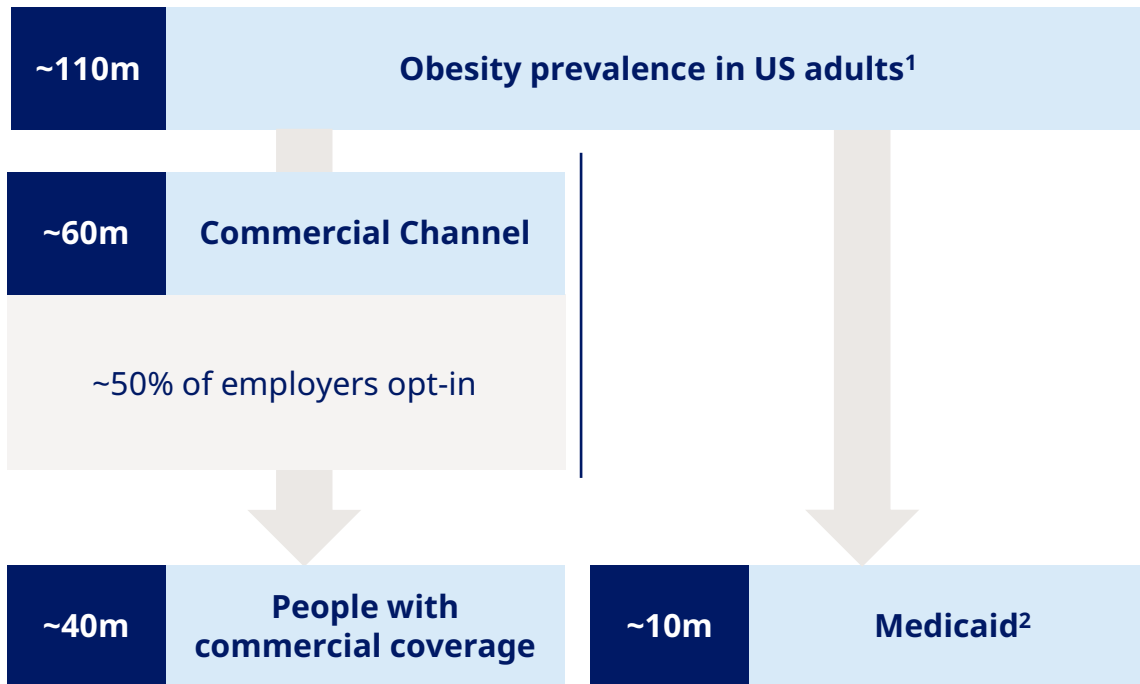 ~110m
Obesity prevalence in US adults¹
~60m
Commercial Channel
~50% of employers opt-in
~40m
People with
commercial coverage
~10m
Medicaid²